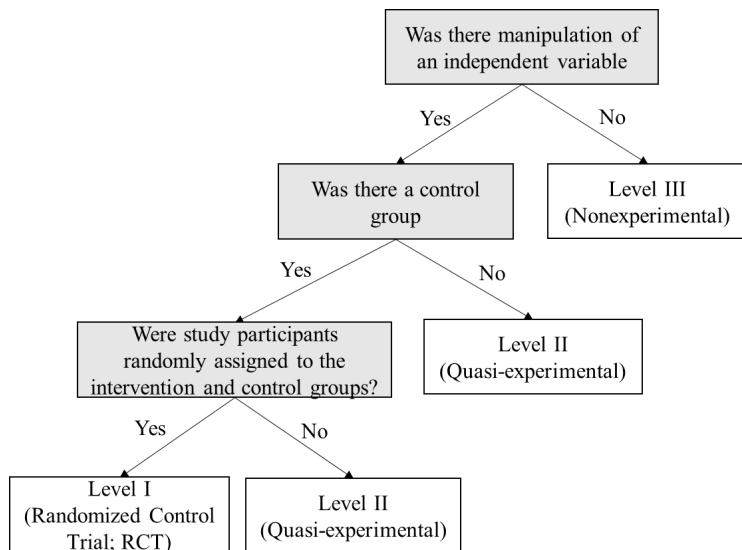 Was there manipulation of
an independent variable
Yes
No
Was there a control
group
Level III
(Nonexperimental)
Yes
No
Were study participants
randomly assigned to the
intervention and control groups?
Level II
(Quasi-experimental)
Yes
No
Level I
(Randomized Control
Trial; RCT)
Level II
(Quasi-experimental)